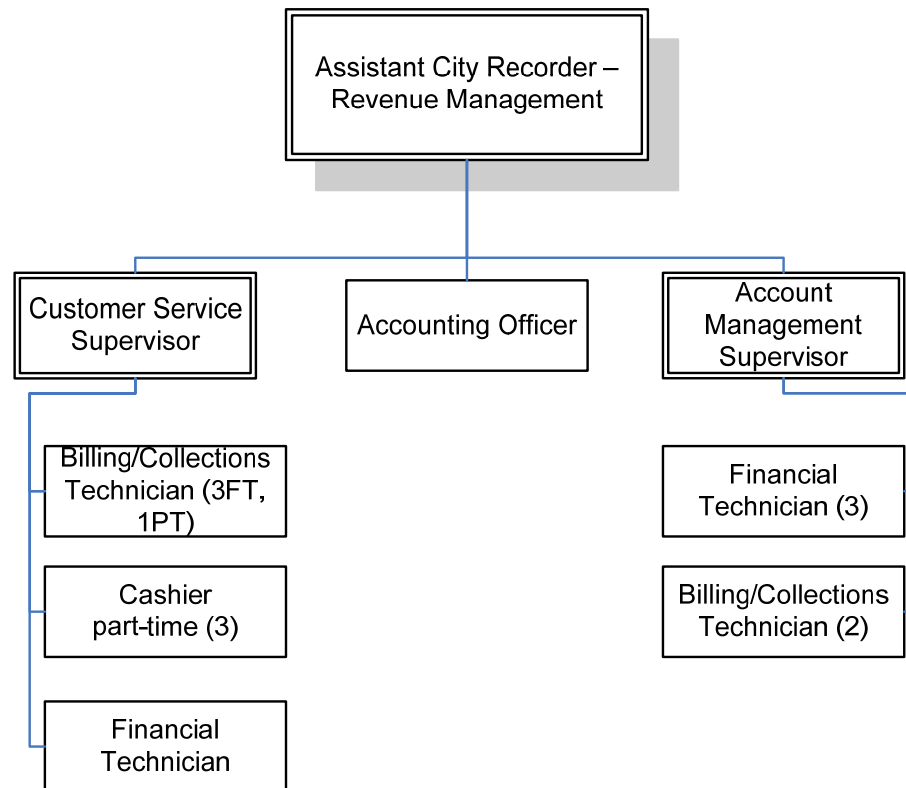 Assistant City Recorder –
Revenue Management
Customer Service
Supervisor
Accounting Officer
Account
Management
Supervisor
Billing/Collections
Technician (3FT,
1PT)
Cashier
part-time (3)
Financial
Technician
Financial
Technician (3)
Billing/Collections
Technician (2)